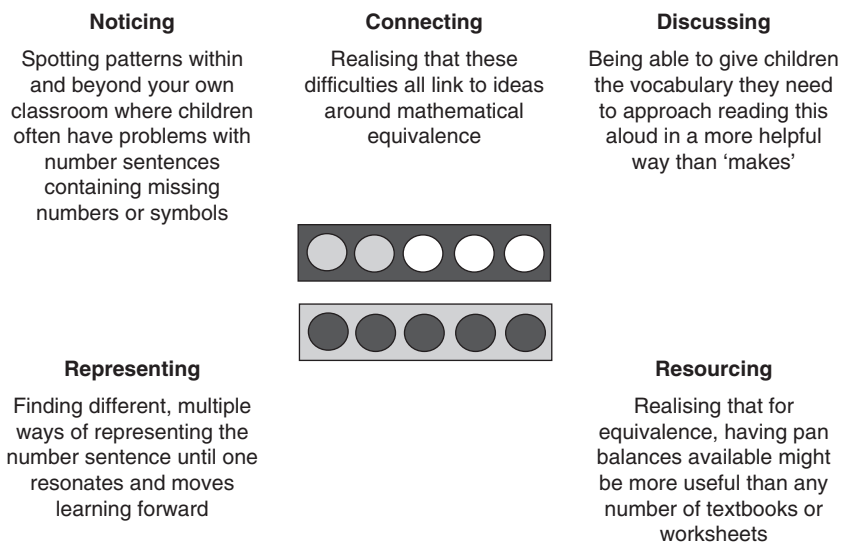 Noticing
Spotting patterns within
and beyond your own
classroom where children
often have problems with
number sentences
containing missing
numbers or symbols
Connecting
Realising that these
difficulties all link to ideas
around mathematical
equivalence
Discussing
Being able to give children
the vocabulary they need
to approach reading this
aloud in a more helpful
way than ‘makes’
Representing
Finding different, multiple
ways of representing the
number sentence until one
resonates and moves
learning forward
Resourcing
Realising that for
equivalence, having pan
balances available might
be more useful than any
number of textbooks or
worksheets